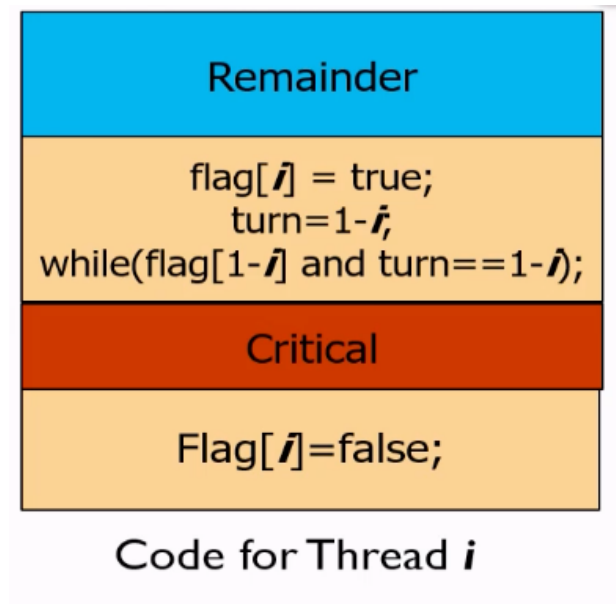 Remainder
flag[i] = true;
turn=1-i;
while(flag[1-i] and turn==1-i);
Critical
Flag[i]=false;
Code for Thread i